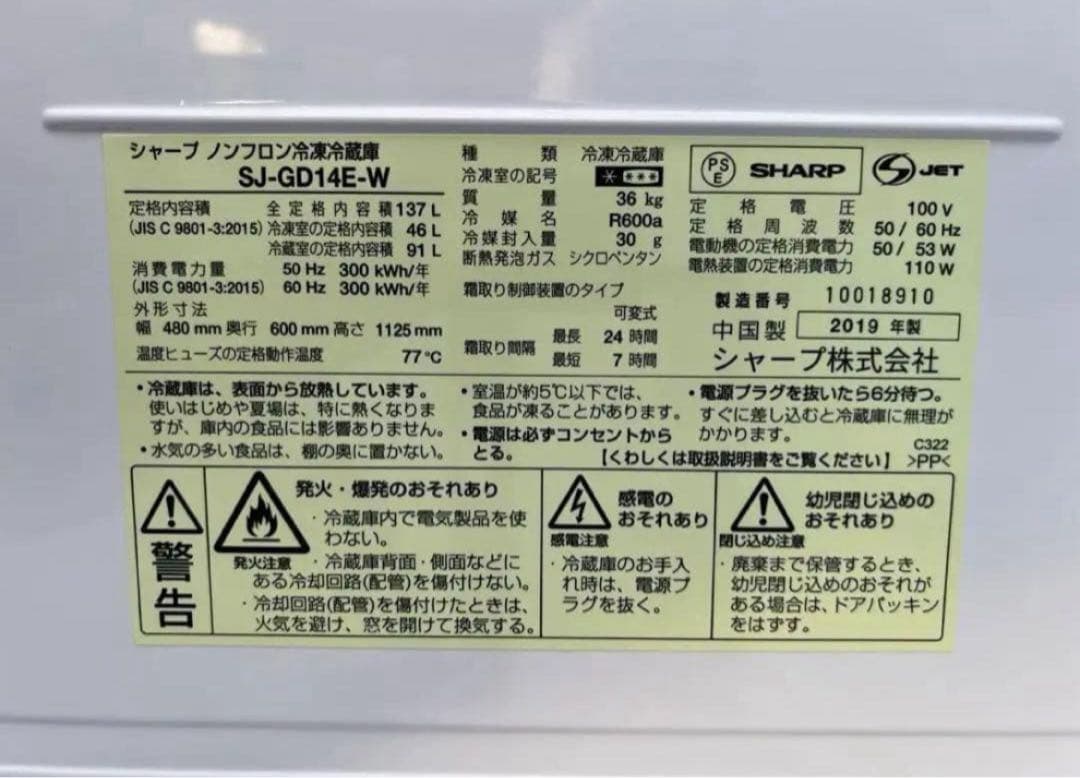 シャープ ノンフロン冷凍冷蔵庫
SJ-GD14E-W
定格内容積 全定格内容積 137 L
(JIS C 9801-3:2015) 冷凍室の定格内容積 46 L
冷蔵室の定格内容積 91 L
消費電力量 50 Hz 300 kWh/年
(JIS C 9801-3:2015) 60 Hz 300 kWh/年
外形寸法
幅 480 mm 奥行 600 mm 高さ 1125 mm
温度ヒューズの定格動作温度 77℃
種類 冷凍冷蔵庫
冷凍室の記号
質量 36 kg
冷媒名 R600a
冷媒封入量 30 g
断熱発泡ガス シクロペンタン
霜取り制御装置のタイプ
可変式
霜取り間隔 最長 24 時間
最短 7 時間
PS
E
SHARP
S JET
定格電圧 100 V
定格周波数 50 / 60 Hz
電動機の定格消費電力 50 / 53 W
電熱装置の定格消費電力 110 W
製造番号 10018910
中国製 2019 年製
シャープ株式会社
・冷蔵庫は、表面から放熱しています。
使いはじめや夏場は、特に熱くなりま
すが、庫内の食品には影響ありません。
・水気の多い食品は、棚の奥に置かない。
・室温が約5℃以下では、
食品が凍ることがあります。
・電源は必ずコンセントから
とる。
・電源プラグを抜いたら6分待つ。
すぐに差し込むと冷蔵庫に無理が
かかります。
C322
【くわしくは取扱説明書をご覧ください】 >PP<
警告
発火・爆発のおそれあり
発火注意
・冷蔵庫内で電気製品を使
わない。
・冷蔵庫背面・側面などに
ある冷却回路(配管)を傷付けない。
・冷却回路(配管)を傷付けたときは、
火気を避け、窓を開けて換気する。
感電の
おそれあり
感電注意
・冷蔵庫のお手入
れ時は、電源プ
ラグを抜く。
幼児閉じ込めの
おそれあり
閉じ込め注意
・廃棄まで保管するとき、
幼児閉じ込めのおそれが
ある場合は、ドアパッキン
をはずす。